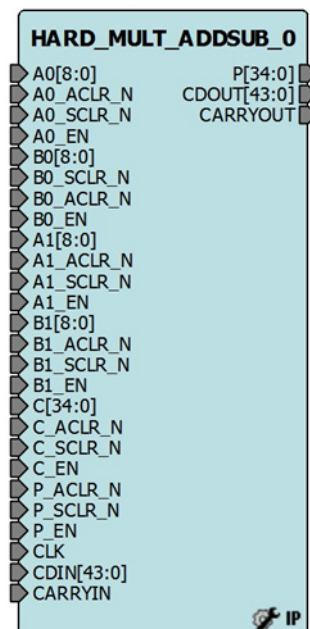 HARD_MULT_ADDSUB_0
A0[8:0]
P[34:0]
A0_ACLR_N
CDOUT[43:0]
A0_SCLR_N
CARRYOUT
A0_EN
B0[8:0]
B0_SCLR_N
B0_ACLR_N
B0_EN
A1[8:0]
A1_ACLR_N
A1_SCLR_N
A1_EN
B1[8:0]
B1_ACLR_N
B1_SCLR_N
B1_EN
C[34:0]
C_ACLR_N
C_SCLR_N
C_EN
P_ACLR_N
P_SCLR_N
P_EN
CLK
CDIN[43:0]
CARRYIN
IP